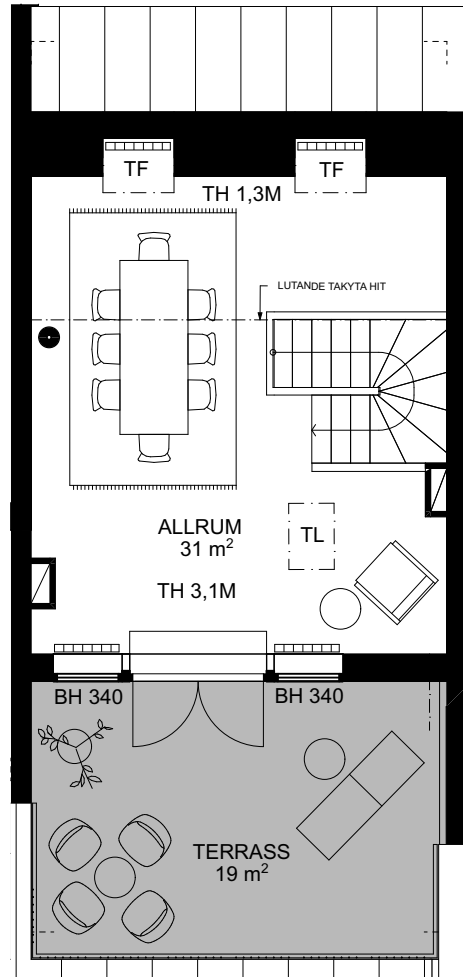 TF
TF
TH 1,3M
LUTANDE TAKYTA HIT
ALLRUM
31 m²
TL
TH 3,1M
BH 340
BH 340
TERRASS
19 m²